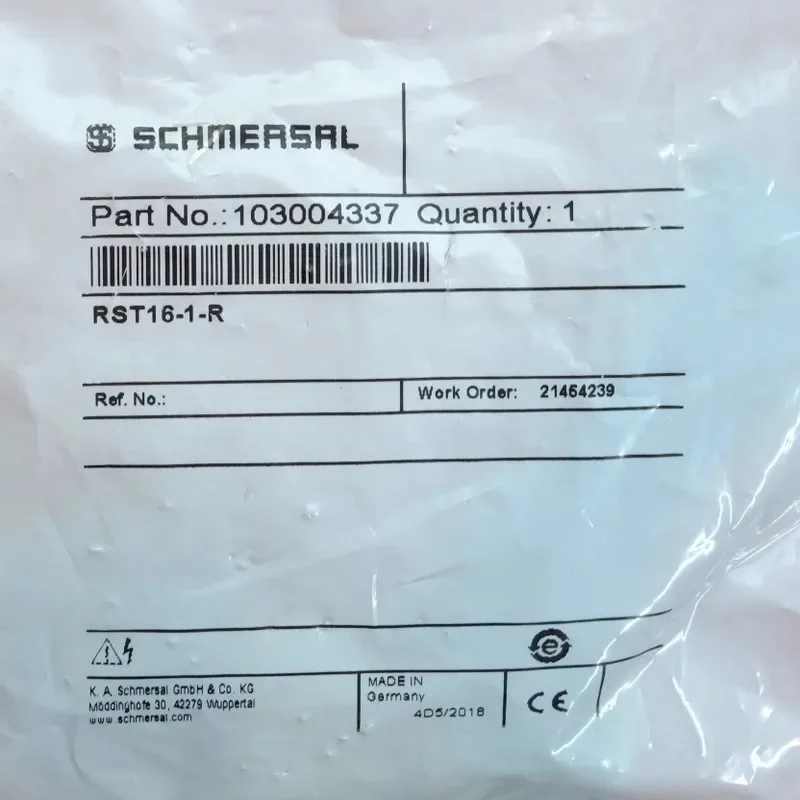 SCHMERSAL
Part No.:103004337 Quantity: 1
RST16-1-R
Ref. No.:
Work Order: 21464239
K. A. Schmersal GmbH & Co. KG
Möddinghofe 30, 42279 Wuppertal
www.schmersal.com
MADE IN
Germany
4D5/2018
e
CE